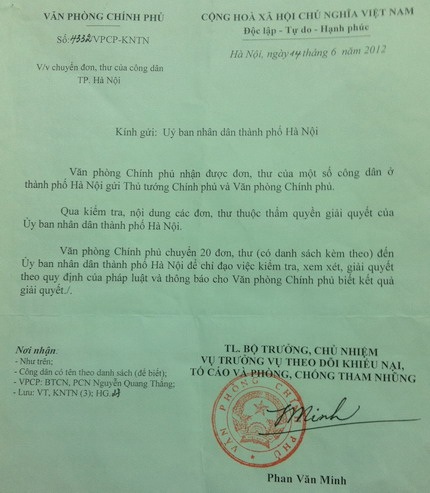 VĂN PHÒNG CHÍNH PHỦ
CỘNG HOÀ XÃ HỘI CHỦ NGHĨA VIỆT NAM
Độc lập - Tự do - Hạnh phúc
Số:4332/VPCP-KNTN
Hà Nội, ngày 14 tháng 6 năm 2012
V/v chuyển đơn, thư của công dân
TP. Hà Nội
Kính gửi: Uỷ ban nhân dân thành phố Hà Nội
Văn phòng Chính phủ nhận được đơn, thư của một số công dân ở
thành phố Hà Nội gửi Thủ tướng Chính phủ và Văn phòng Chính phủ.
Qua kiểm tra, nội dung các đơn, thư thuộc thẩm quyền giải quyết của
Ủy ban nhân dân thành phố Hà Nội.
Văn phòng Chính phủ chuyển 20 đơn, thư (có danh sách kèm theo) đến
Ủy ban nhân dân thành phố Hà Nội để chỉ đạo việc kiểm tra, xem xét, giải quyết
theo quy định của pháp luật và thông báo cho Văn phòng Chính phủ biết kết quả
giải quyết./.
Nơi nhận:
- Như trên;
- Công dân có tên theo danh sách (để biết);
- VPCP: BTCN, PCN Nguyễn Quang Thắng;
- Lưu: VT, KNTN (3); HG.
TL. BỘ TRƯỞNG, CHỦ NHIỆM
VỤ TRƯỞNG VỤ THEO DÕI KHIẾU NẠI,
TỐ CÁO VÀ PHÒNG, CHỐNG THAM NHŨNG
VĂN PHÒNG CHÍNH PHỦ
Minh
Phan Văn Minh